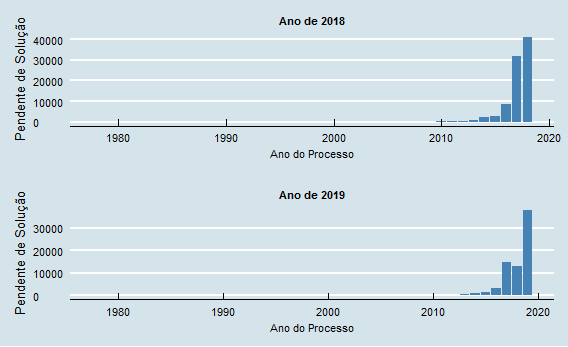 Ano de 2018
Pendente de Solução
40000
30000
20000
10000
0
1980 1990 2000 2010 2020
Ano do Processo
Ano de 2019
Pendente de Solução
30000
20000
10000
0
1980 1990 2000 2010 2020
Ano do Processo